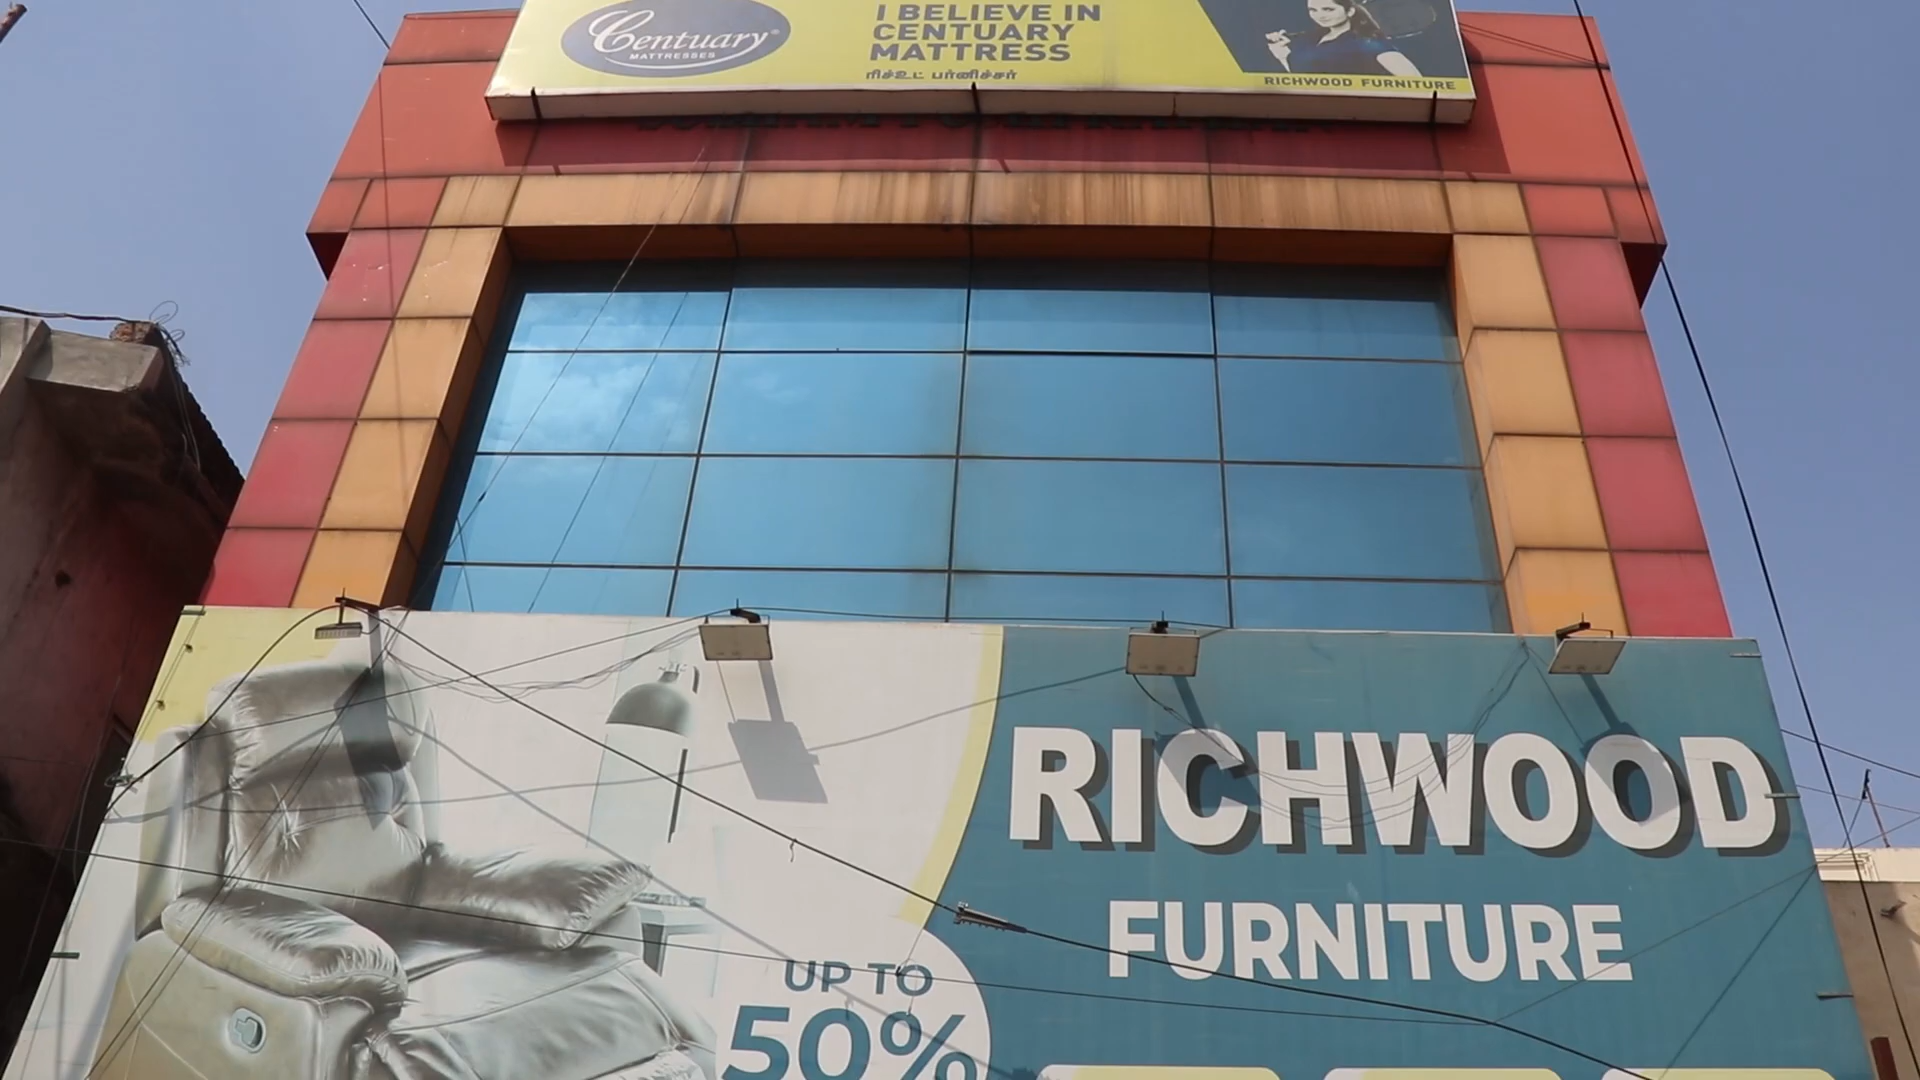 Centuary®
MATTRESSES
I BELIEVE IN
CENTUARY
MATTRESS
ரிச்உட் பர்னிச்சர்
RICHWOOD FURNITURE
RICHWOOD
FURNITURE
UP TO
50%